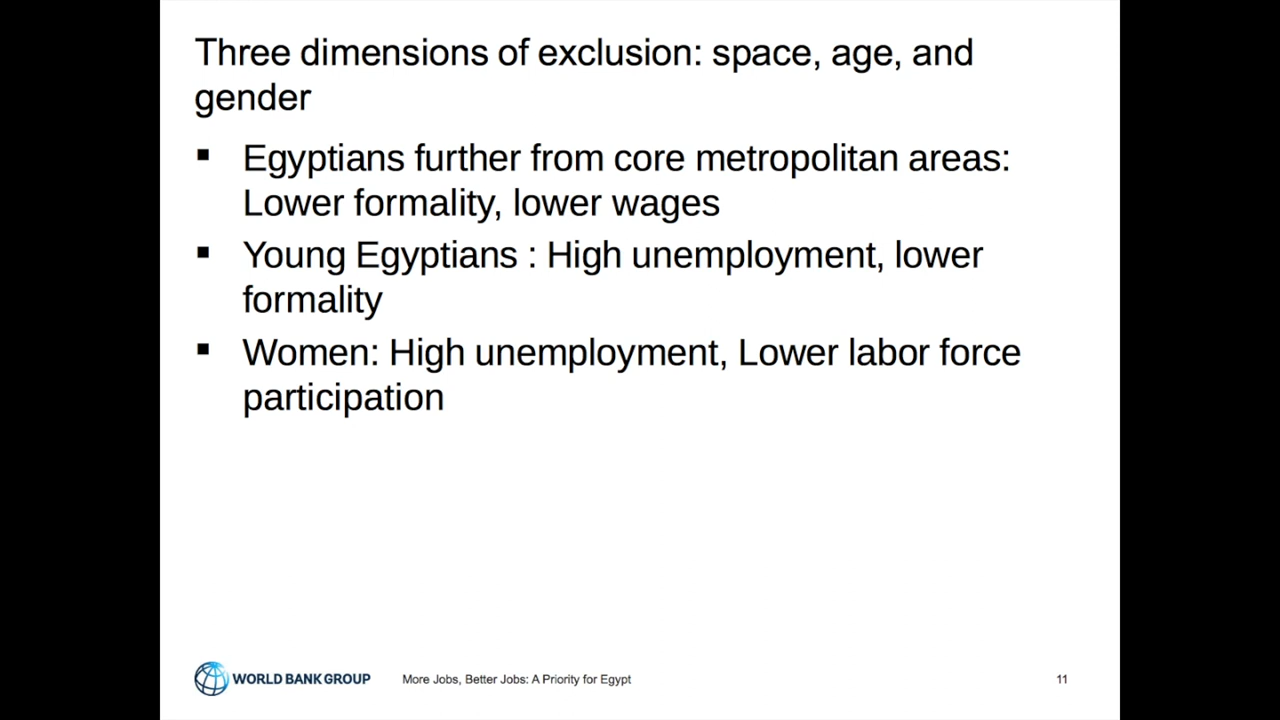 Three dimensions of exclusion: space, age, and
gender
▪ Egyptians further from core metropolitan areas:
Lower formality, lower wages
▪ Young Egyptians : High unemployment, lower
formality
▪ Women: High unemployment, Lower labor force
participation
WORLD BANK GROUP
More Jobs, Better Jobs: A Priority for Egypt
11